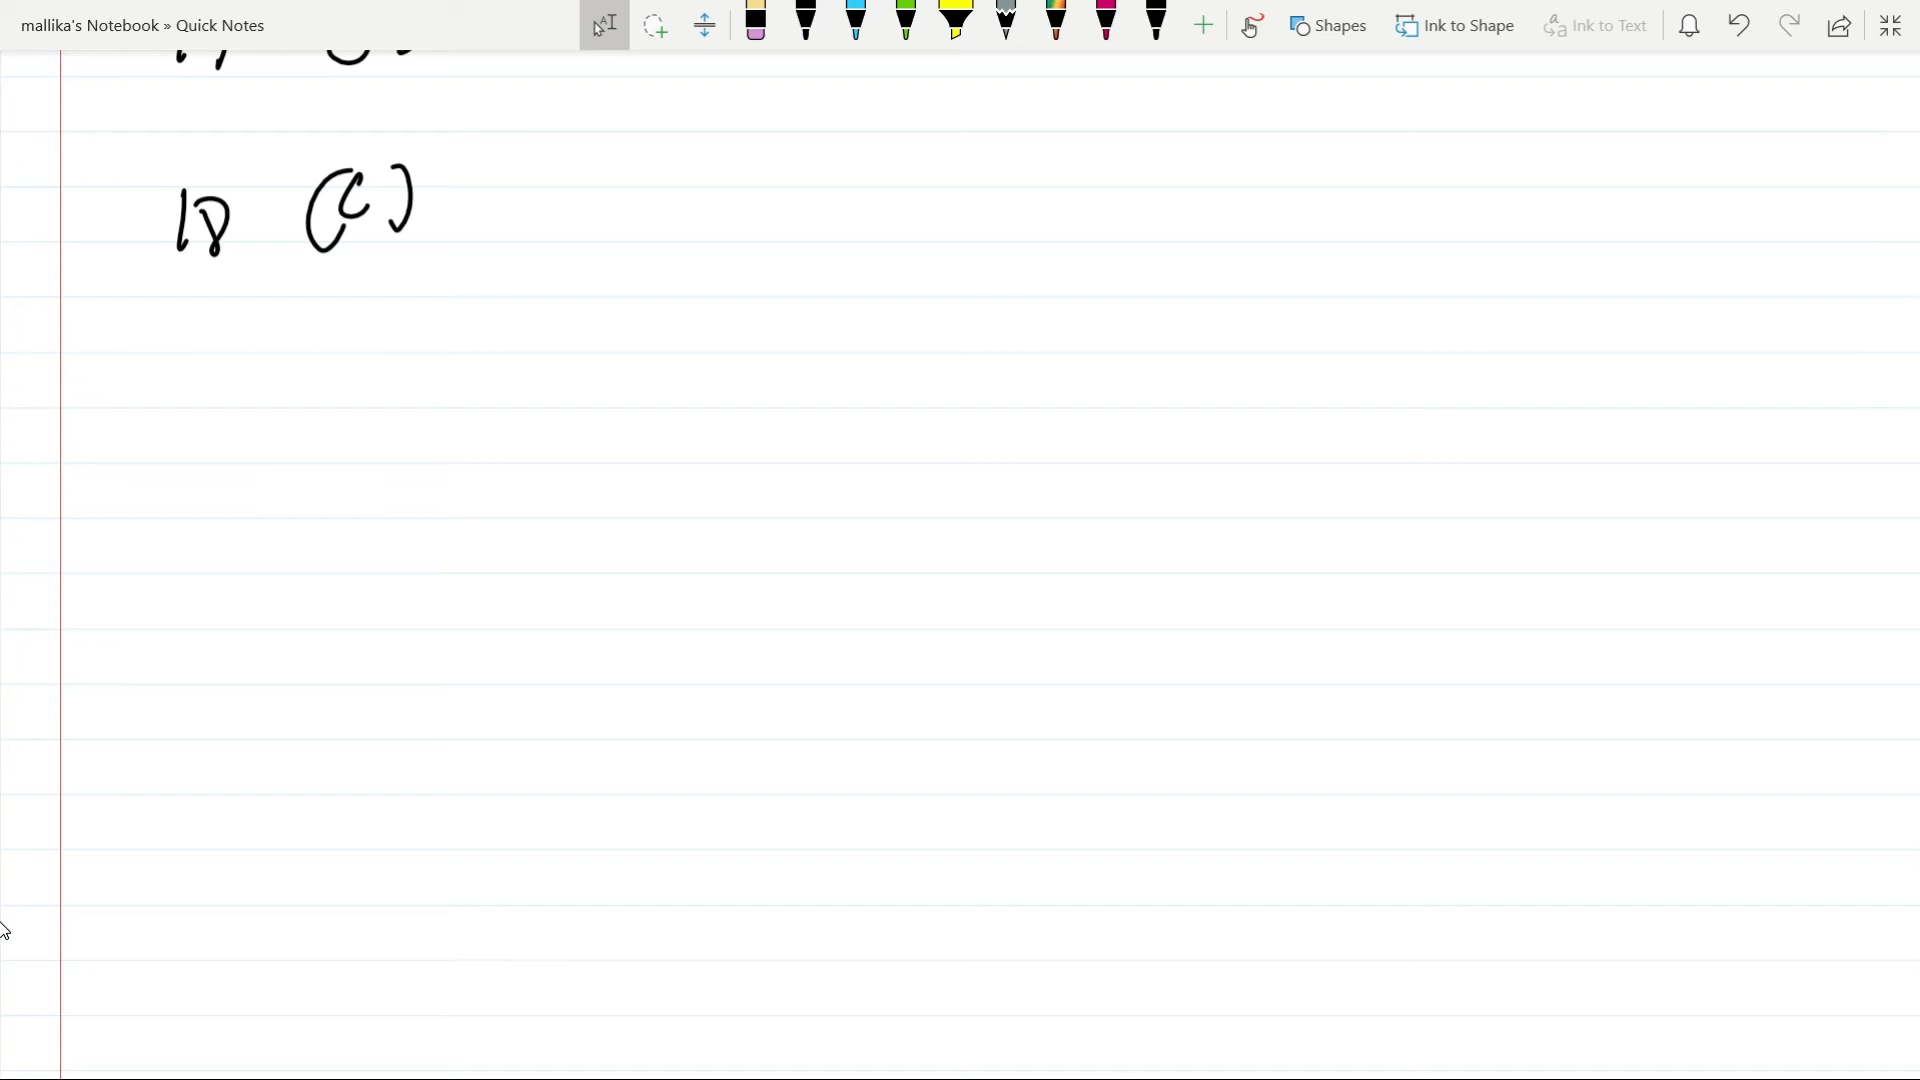 mallika's Notebook » Quick Notes Shapes Ink to Shape Ink to Text
18 (c)